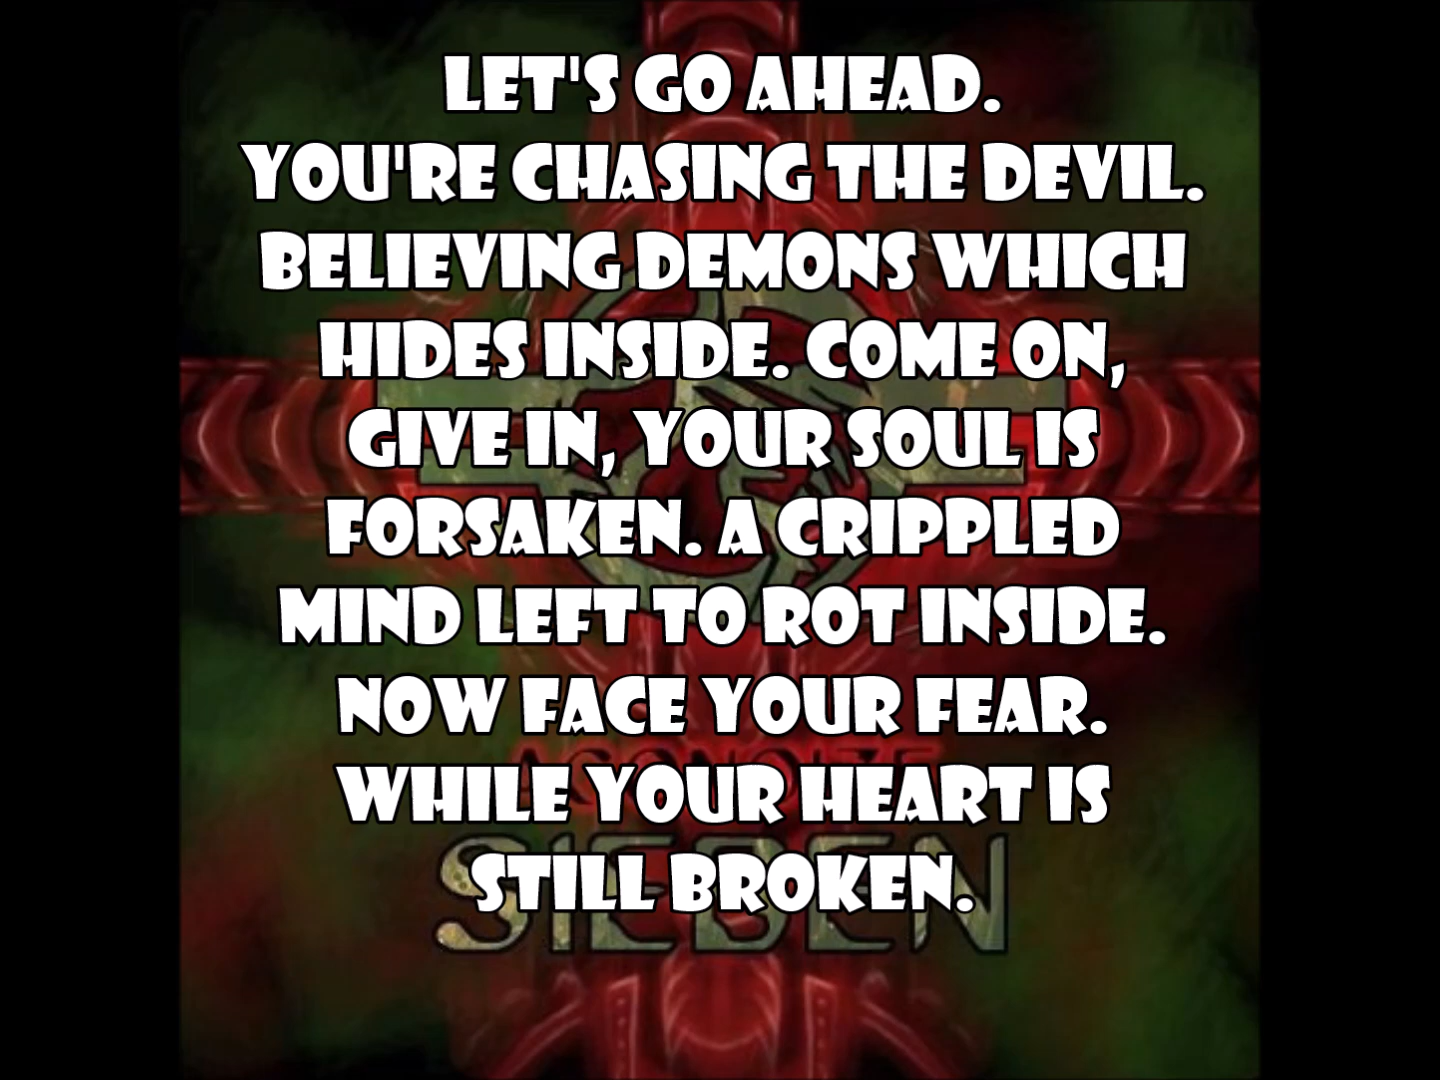 LET'S GO AHEAD.
YOU'RE CHASING THE DEVIL.
BELIEVING DEMONS WHICH
HIDES INSIDE. COME ON,
GIVE IN, YOUR SOUL IS
FORSAKEN. A CRIPPLED
MIND LEFT TO ROT INSIDE.
NOW FACE YOUR FEAR.
AGONOIZE
WHILE YOUR HEART IS
STILL BROKEN.
SIEBEN